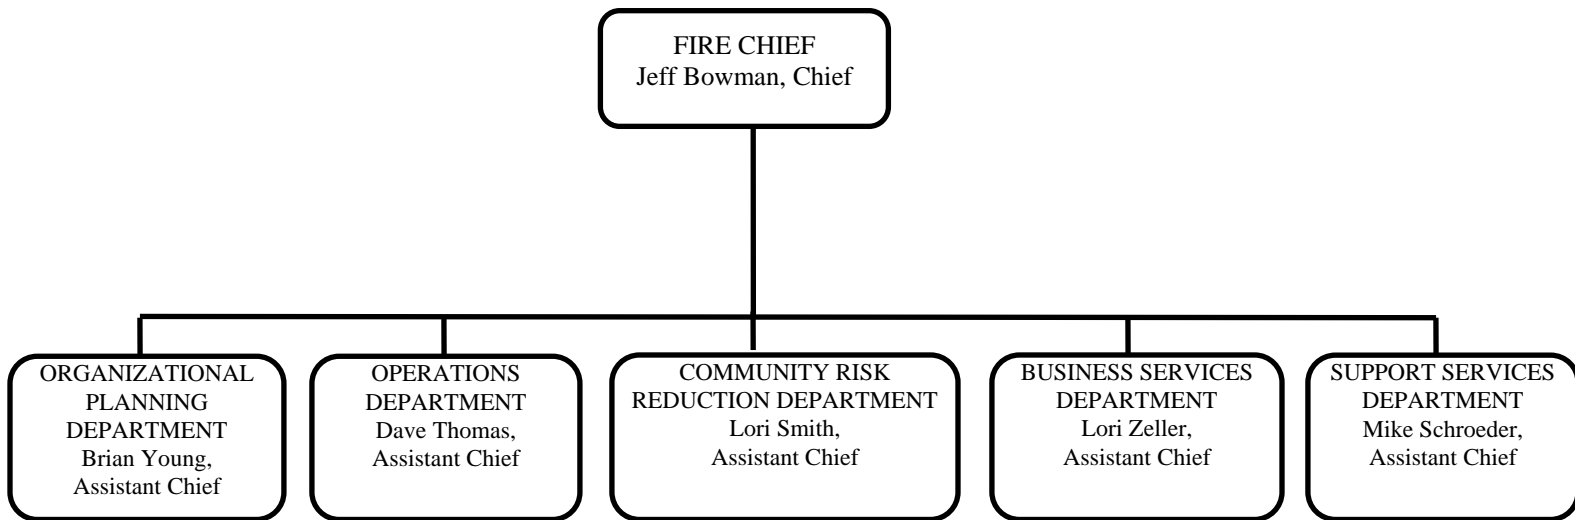 FIRE CHIEF
Jeff Bowman, Chief
ORGANIZATIONAL
PLANNING
DEPARTMENT
Brian Young,
Assistant Chief
OPERATIONS
DEPARTMENT
Dave Thomas,
Assistant Chief
COMMUNITY RISK
REDUCTION DEPARTMENT
Lori Smith,
Assistant Chief
BUSINESS SERVICES
DEPARTMENT
Lori Zeller,
Assistant Chief
SUPPORT SERVICES
DEPARTMENT
Mike Schroeder,
Assistant Chief